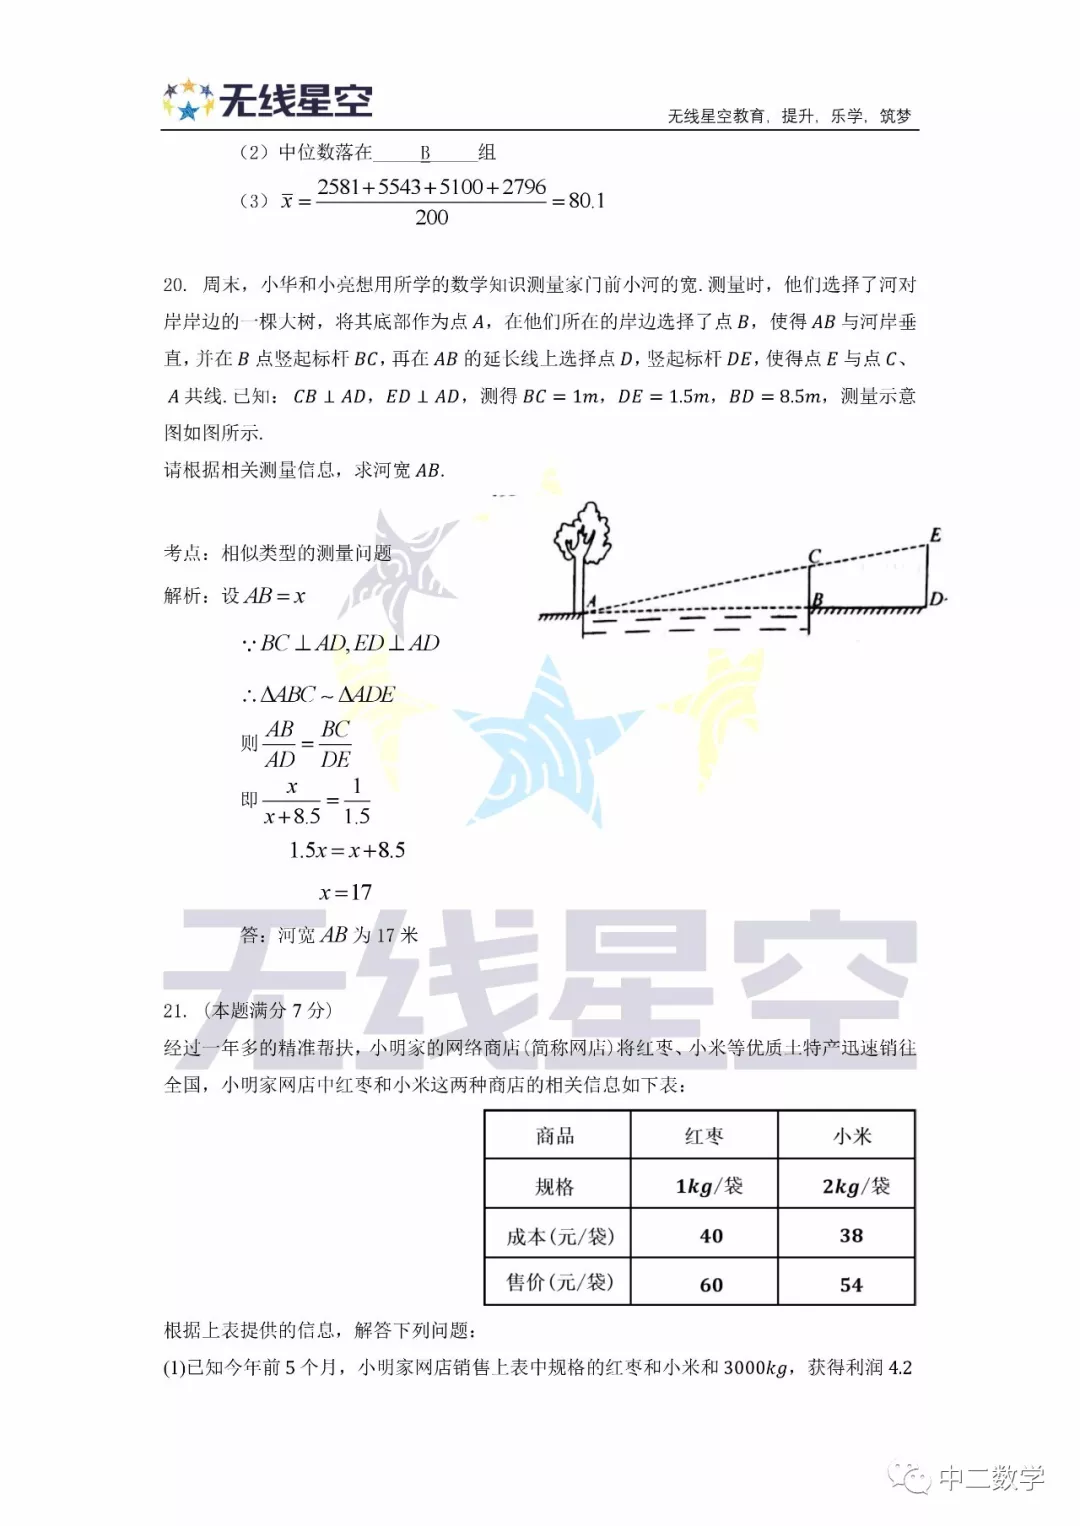 无线星空
无线星空教育，提升，乐学，筑梦
（2）中位数落在_____B_____组
（3）x̅ = (2581+5543+5100+2796)/200 = 80.1
20. 周末，小华和小亮想用所学的数学知识测量家门前小河的宽.测量时，他们选择了河对
岸岸边的一棵大树，将其底部作为点 A，在他们所在的岸边选择了点 B，使得 AB 与河岸垂
直，并在 B 点竖起标杆 BC，再在 AB 的延长线上选择点 D，竖起标杆 DE，使得点 E 与点 C、
A 共线.已知：CB ⊥ AD，ED ⊥ AD，测得 BC = 1m，DE = 1.5m，BD = 8.5m，测量示意
图如图所示.
请根据相关测量信息，求河宽 AB.
考点：相似类型的测量问题
解析：设 AB = x
∵ BC ⊥ AD, ED ⊥ AD
∴ ΔABC ~ ΔADE
则 AB/AD = BC/DE
即 x/(x+8.5) = 1/1.5
1.5x = x+8.5
x = 17
答：河宽 AB 为 17 米
A
B
C
D
E
无线星空
21. (本题满分 7 分)
经过一年多的精准帮扶，小明家的网络商店(简称网店)将红枣、小米等优质土特产迅速销往
全国，小明家网店中红枣和小米这两种商店的相关信息如下表：
商品 红枣 小米
规格 1kg/袋 2kg/袋
成本(元/袋) 40 38
售价(元/袋) 60 54
根据上表提供的信息，解答下列问题：
(1)已知今年前 5 个月，小明家网店销售上表中规格的红枣和小米和 3000kg，获得利润 4.2
中二数学